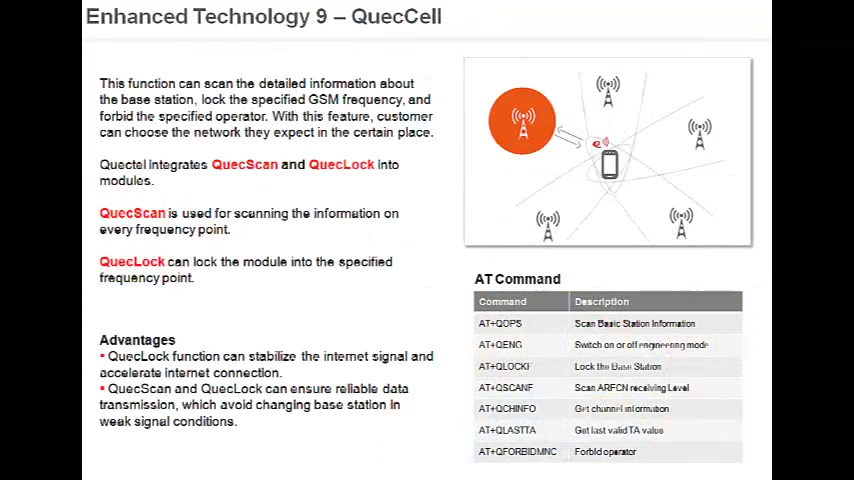 Enhanced Technology 9 – QuecCell
This function can scan the detailed information about
the base station, lock the specified GSM frequency, and
forbid the specified operator. With this feature, customer
can choose the network they expect in the certain place.
Quectel integrates QuecScan and QuecLock into
modules.
QuecScan is used for scanning the information on
every frequency point.
QuecLock can lock the module into the specified
frequency point.
Advantages
▪ QuecLock function can stabilize the internet signal and
accelerate internet connection.
▪ QuecScan and QuecLock can ensure reliable data
transmission, which avoid changing base station in
weak signal conditions.
AT Command
Command Description
AT+QOPS Scan Basic Station Information
AT+QENG Switch on or off engineering mode
AT+QLOCKF Lock the Base Station
AT+QSCANF Scan ARFCN receiving Level
AT+QCHINFO Get channel information
AT+QLASTTA Get last valid TA value
AT+QFORBIDMNC Forbid operator